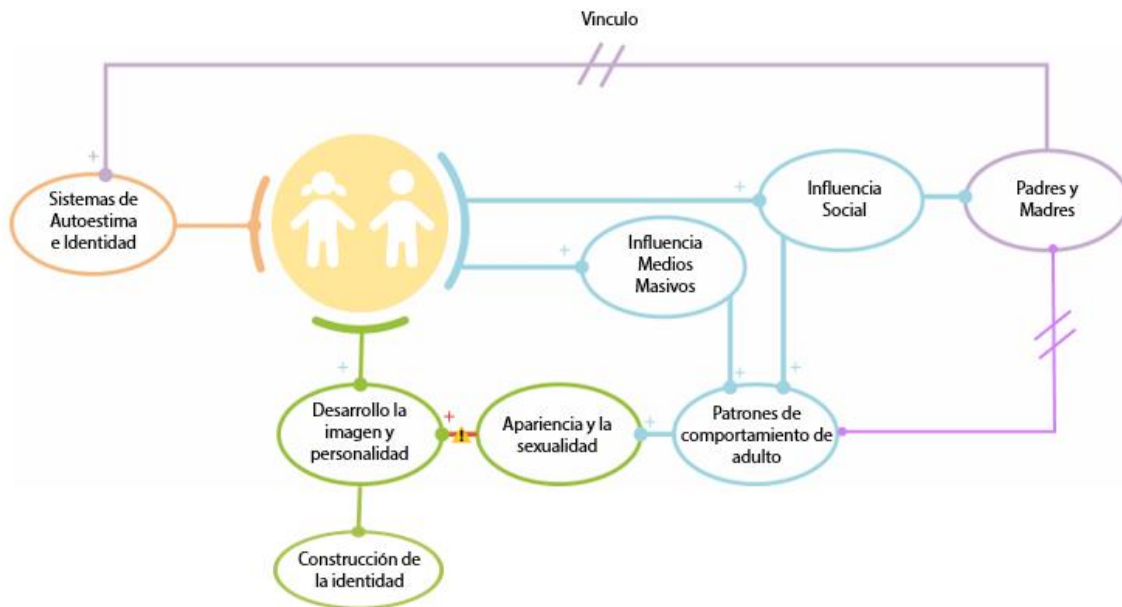 Vinculo
Sistemas de
Autoestima
e Identidad
Influencia
Social
Padres y
Madres
Influencia
Medios
Masivos
Desarrollo la
imagen y
personalidad
Apariencia y la
sexualidad
Patrones de
comportamiento de
adulto
Construcción de
la identidad